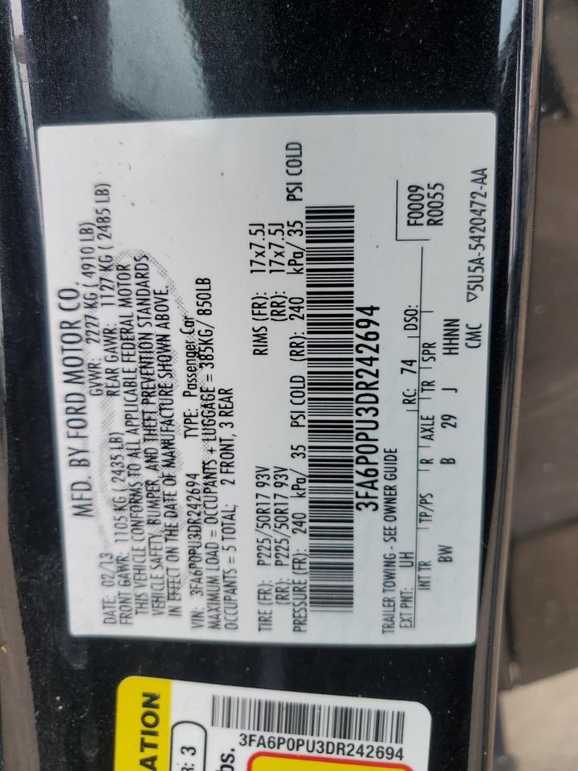 MFD. BY FORD MOTOR CO.
DATE: 02/13 GVWR: 2227 KG ( 4910 LB)
FRONT GAWR: 1105 KG ( 2435 LB) REAR GAWR: 1127 KG ( 2485 LB)
THIS VEHICLE CONFORMS TO ALL APPLICABLE FEDERAL MOTOR
VEHICLE SAFETY, BUMPER, AND THEFT PREVENTION STANDARDS
IN EFFECT ON THE DATE OF MANUFACTURE SHOWN ABOVE.
VIN: 3FA6P0PU3DR242694 TYPE: Passenger Car
MAXIMUM LOAD = OCCUPANTS + LUGGAGE = 385KG/ 850LB
OCCUPANTS = 5 TOTAL; 2 FRONT, 3 REAR
TIRE (FR): P225/50R17 93V RIMS (FR): 17x7.5J
(RR): P225/50R17 93V (RR): 17x7.5J
PRESSURE (FR): 240 kPa/ 35 PSI COLD (RR): 240 kPa/ 35 PSI COLD
3FA6P0PU3DR242694
TRAILER TOWING - SEE OWNER GUIDE
F0009
R0055
EXT PNT: UH RC: 74 DSO:
INT TR TP/PS R AXLE TR SPR
BW B 29 J HHNN
CMC ▽5U5A-5420472-AA
ATION
R: 3
bs.
3FA6P0PU3DR242694